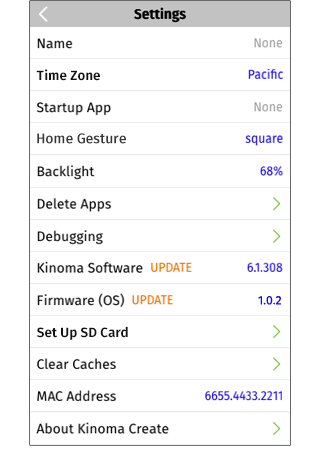 Settings
Name None
Time Zone Pacific
Startup App None
Home Gesture square
Backlight 68%
Delete Apps
Debugging
Kinoma Software UPDATE 6.1.308
Firmware (OS) UPDATE 1.0.2
Set Up SD Card
Clear Caches
MAC Address 6655.4433.2211
About Kinoma Create